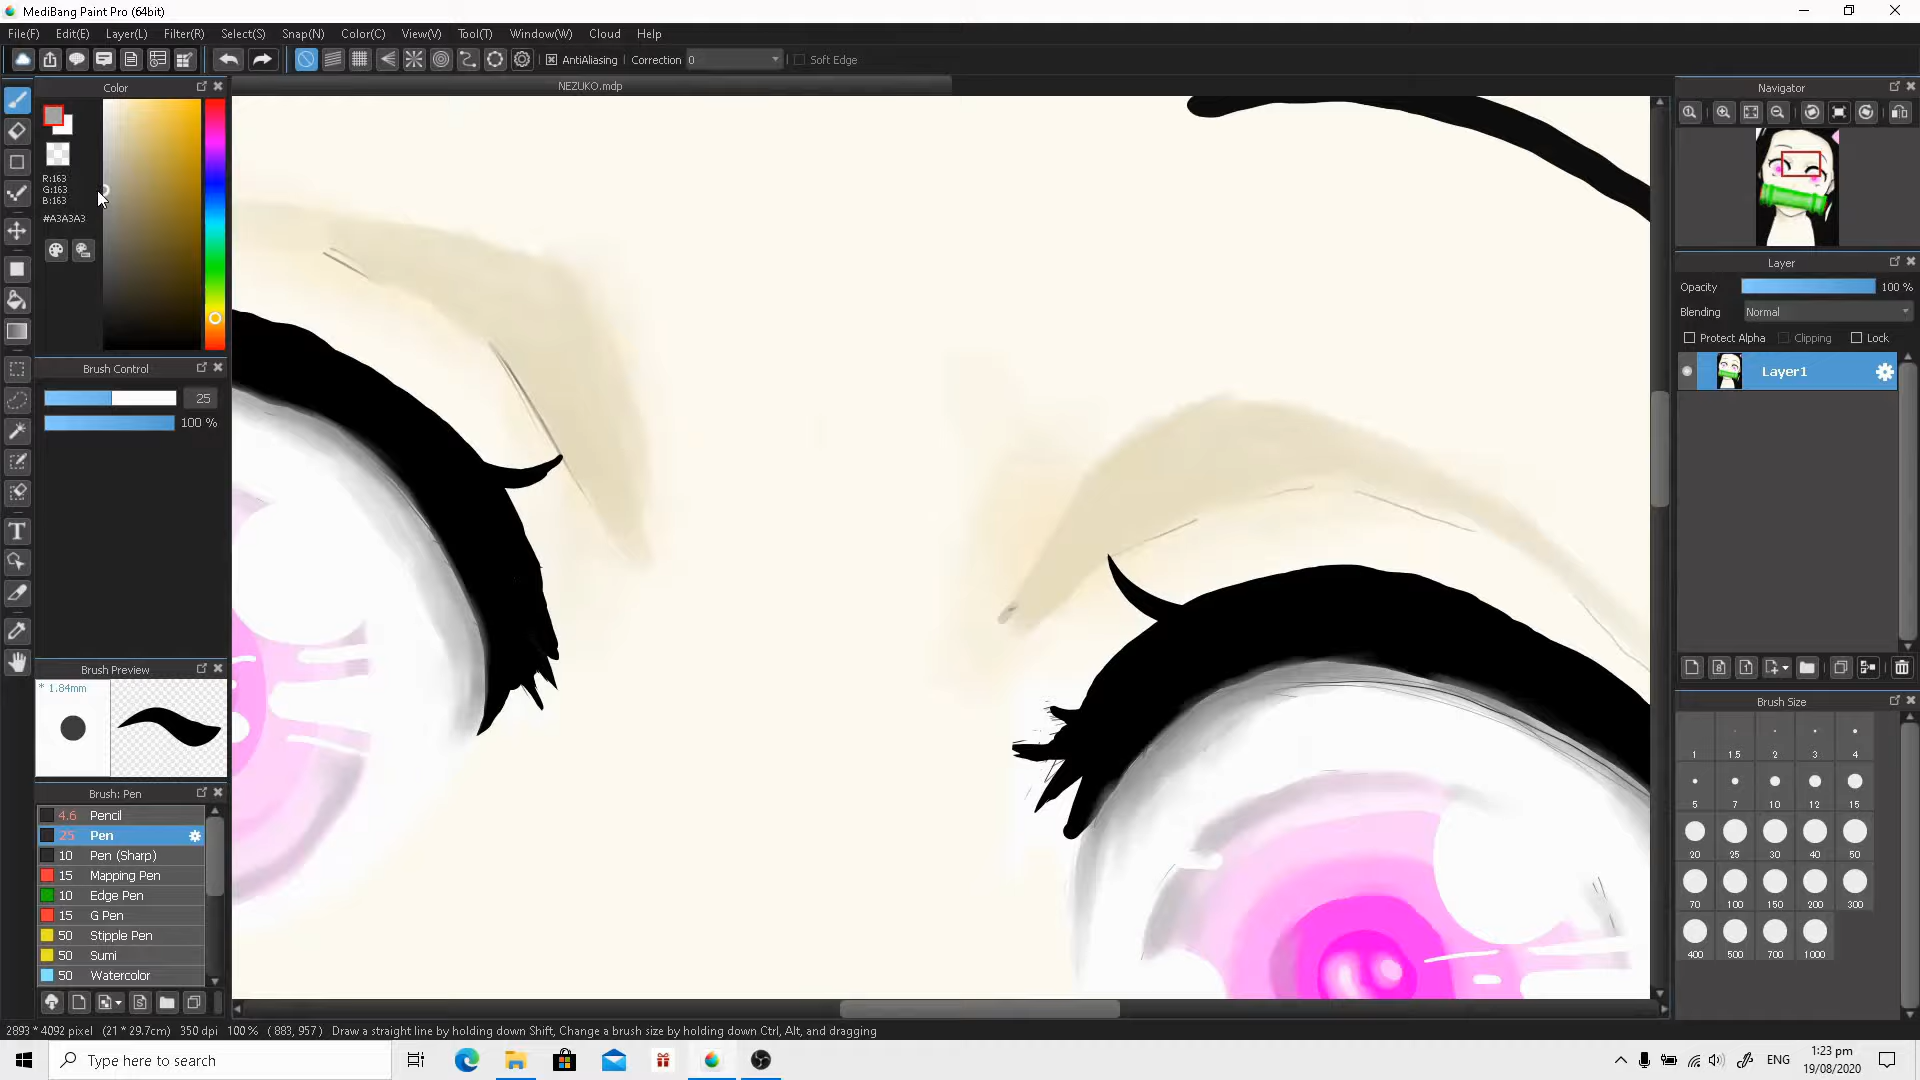 MediBang Paint Pro (64bit)
File(F) Edit(E) Layer(L) Filter(R) Select(S) Snap(N) Color(C) View(V) Tool(T) Window(W) Cloud Help
AntiAliasing Correction 0 Soft Edge
Color
NEZUKO.mdp
Navigator
R:163
G:163
B:163
#A3A3A3
Layer
Opacity 100 %
Blending Normal
Protect Alpha Clipping Lock
Layer1
Brush Control
25
100 %
Brush Preview
* 1.84mm
Brush: Pen
4.6 Pencil
25 Pen
10 Pen (Sharp)
15 Mapping Pen
10 Edge Pen
15 G Pen
50 Stipple Pen
50 Sumi
50 Watercolor
Brush Size
1 1.5 2 3 4
5 7 10 12 15
20 25 30 40 50
70 100 150 200 300
400 500 700 1000
2893 * 4092 pixel (21 * 29.7cm) 350 dpi 100 % ( 883, 957 ) Draw a straight line by holding down Shift, Change a brush size by holding down Ctrl, Alt, and dragging
Type here to search
ENG
1:23 pm
19/08/2020